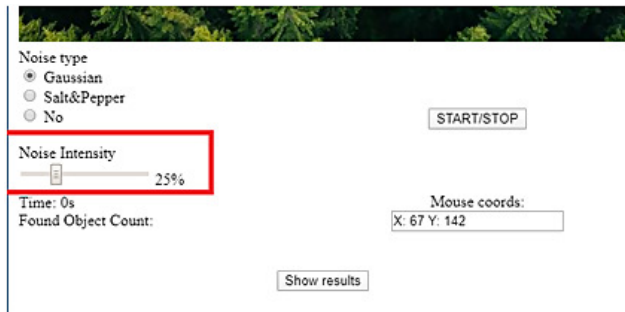 Noise type
Gaussian
Salt&Pepper
No
START/STOP
Noise Intensity
25%
Time: 0s
Mouse coords:
Found Object Count:
X: 67 Y: 142
Show results